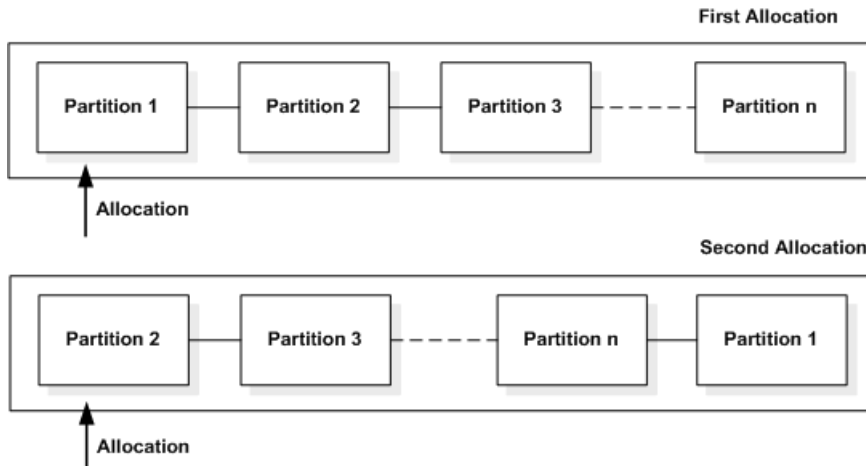 First Allocation
Partition 1 Partition 2 Partition 3 Partition n
Allocation
Second Allocation
Partition 2 Partition 3 Partition n Partition 1
Allocation